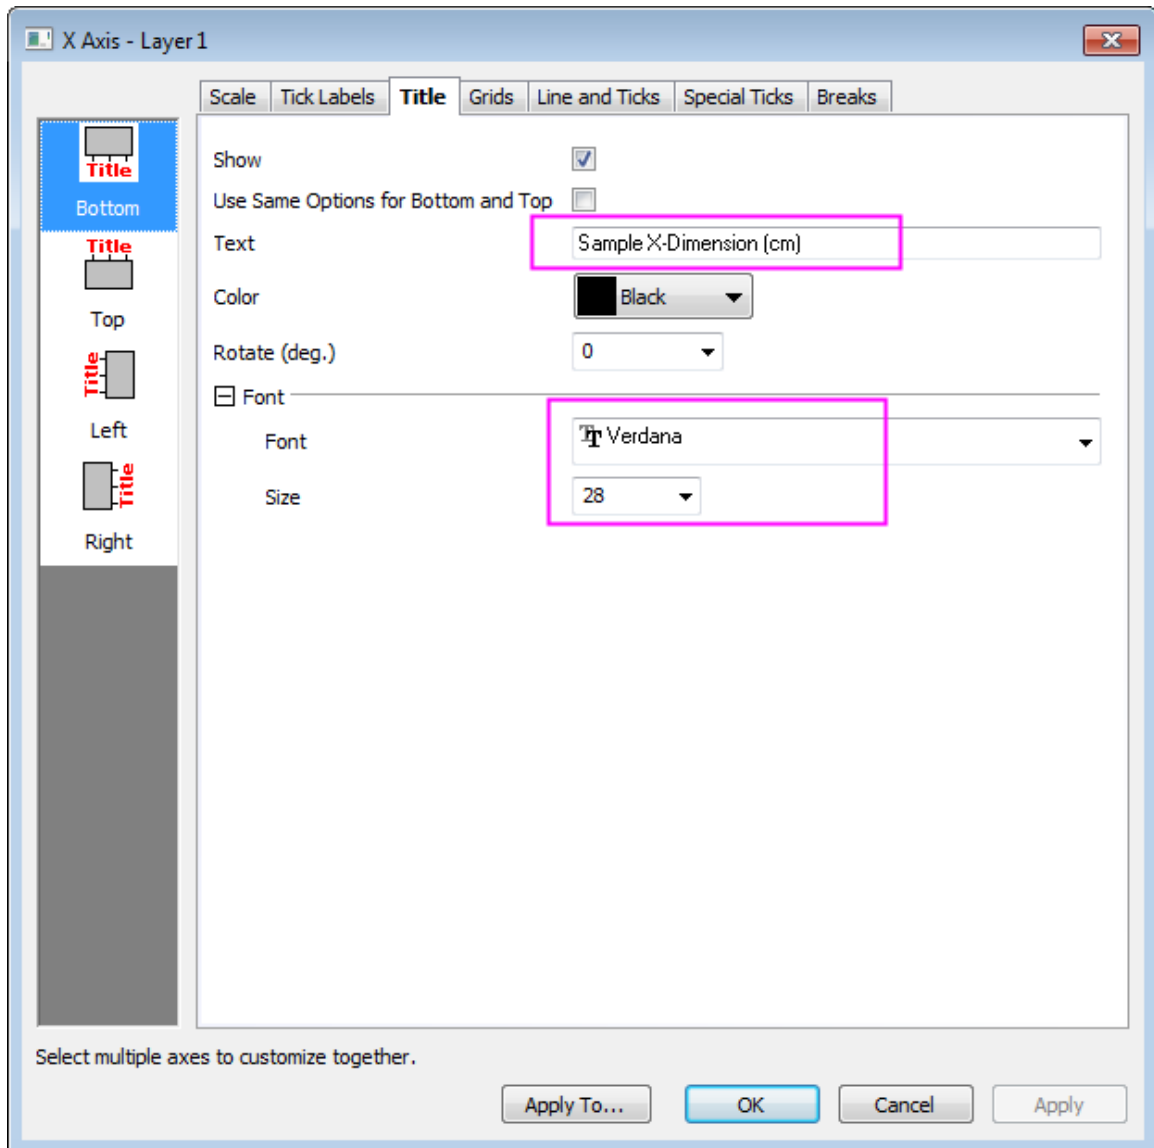 X Axis - Layer 1
Scale Tick Labels Title Grids Line and Ticks Special Ticks Breaks
Title
Bottom
Title
Top
Title
Left
Title
Right
Show
Use Same Options for Bottom and Top
Text Sample X-Dimension (cm)
Color Black
Rotate (deg.) 0
Font
Font Verdana
Size 28
Select multiple axes to customize together.
Apply To... OK Cancel Apply